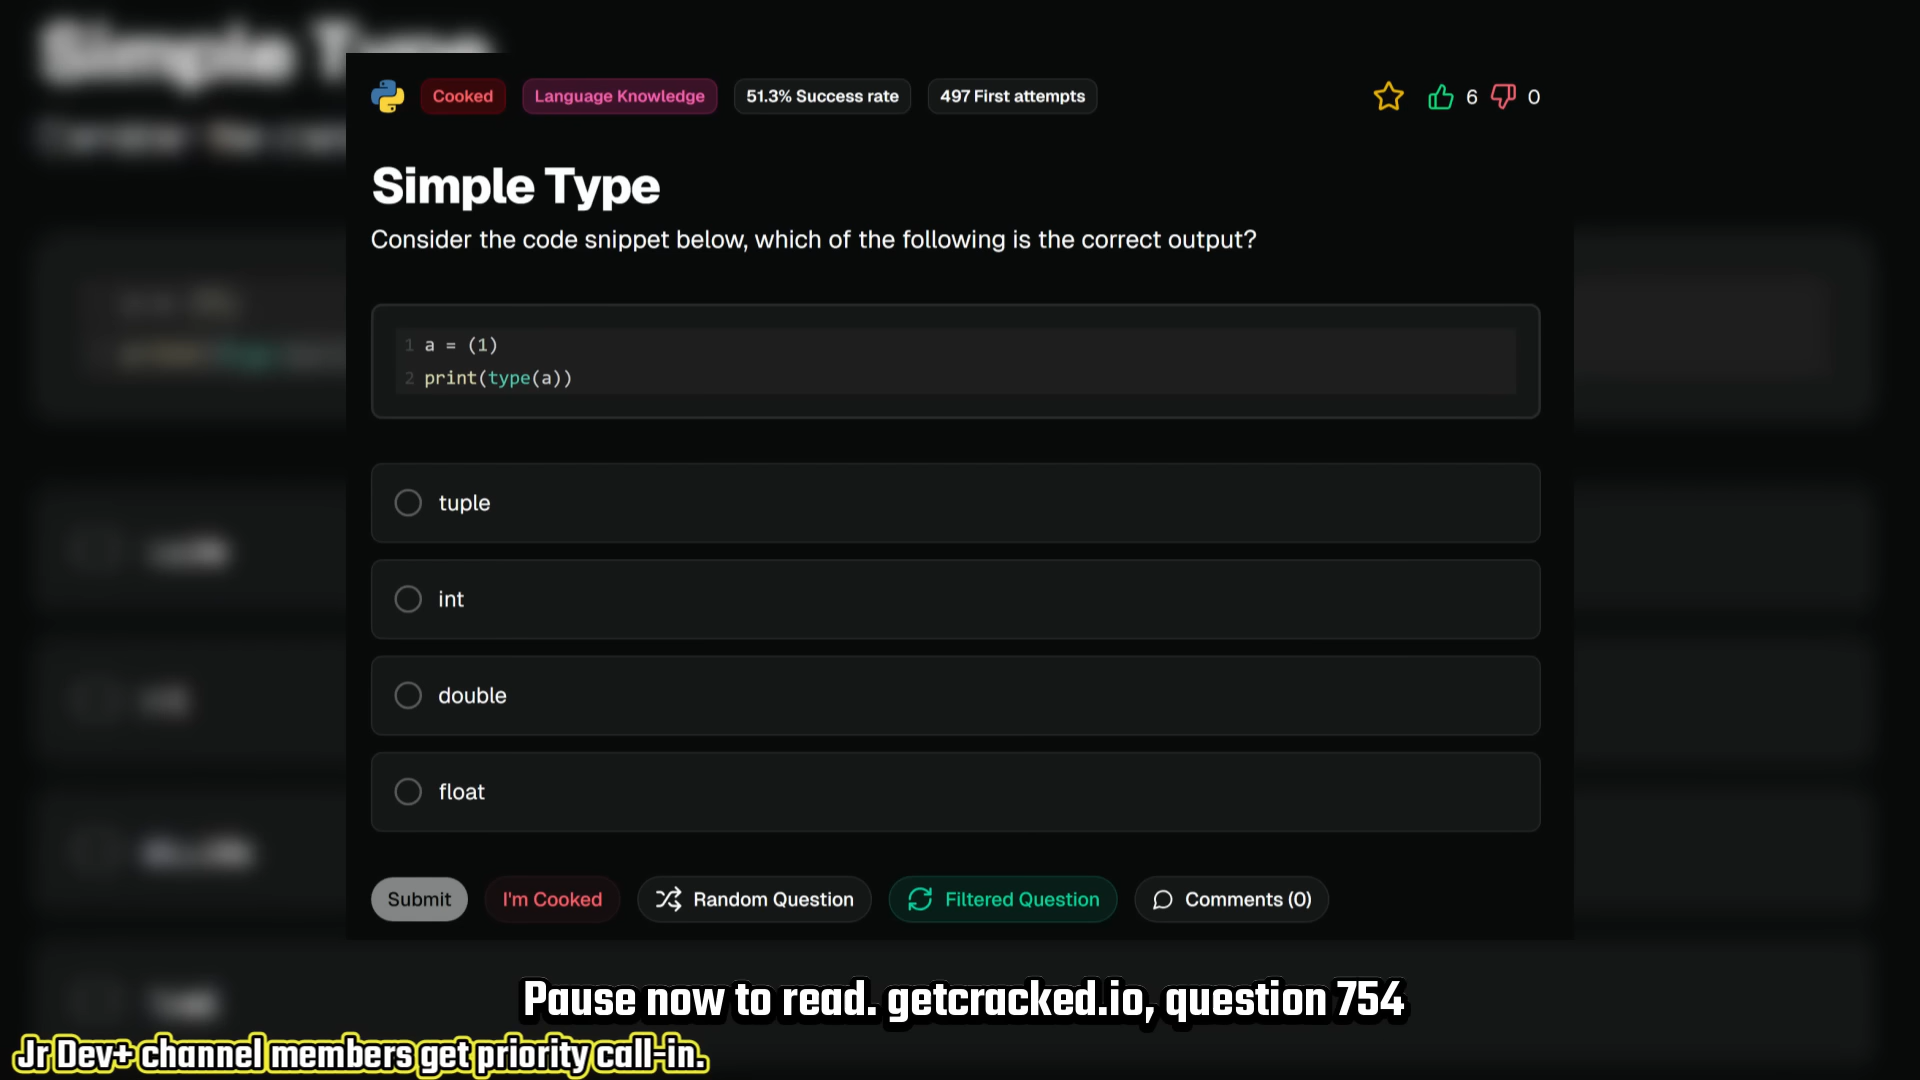 Cooked
Language Knowledge
51.3% Success rate
497 First attempts
6
0
Simple Type
Consider the code snippet below, which of the following is the correct output?
1 a = (1)
2 print(type(a))
tuple
int
double
float
Submit
I'm Cooked
Random Question
Filtered Question
Comments (0)
Pause now to read. getcracked.io, question 754
Jr Dev+ channel members get priority call-in.